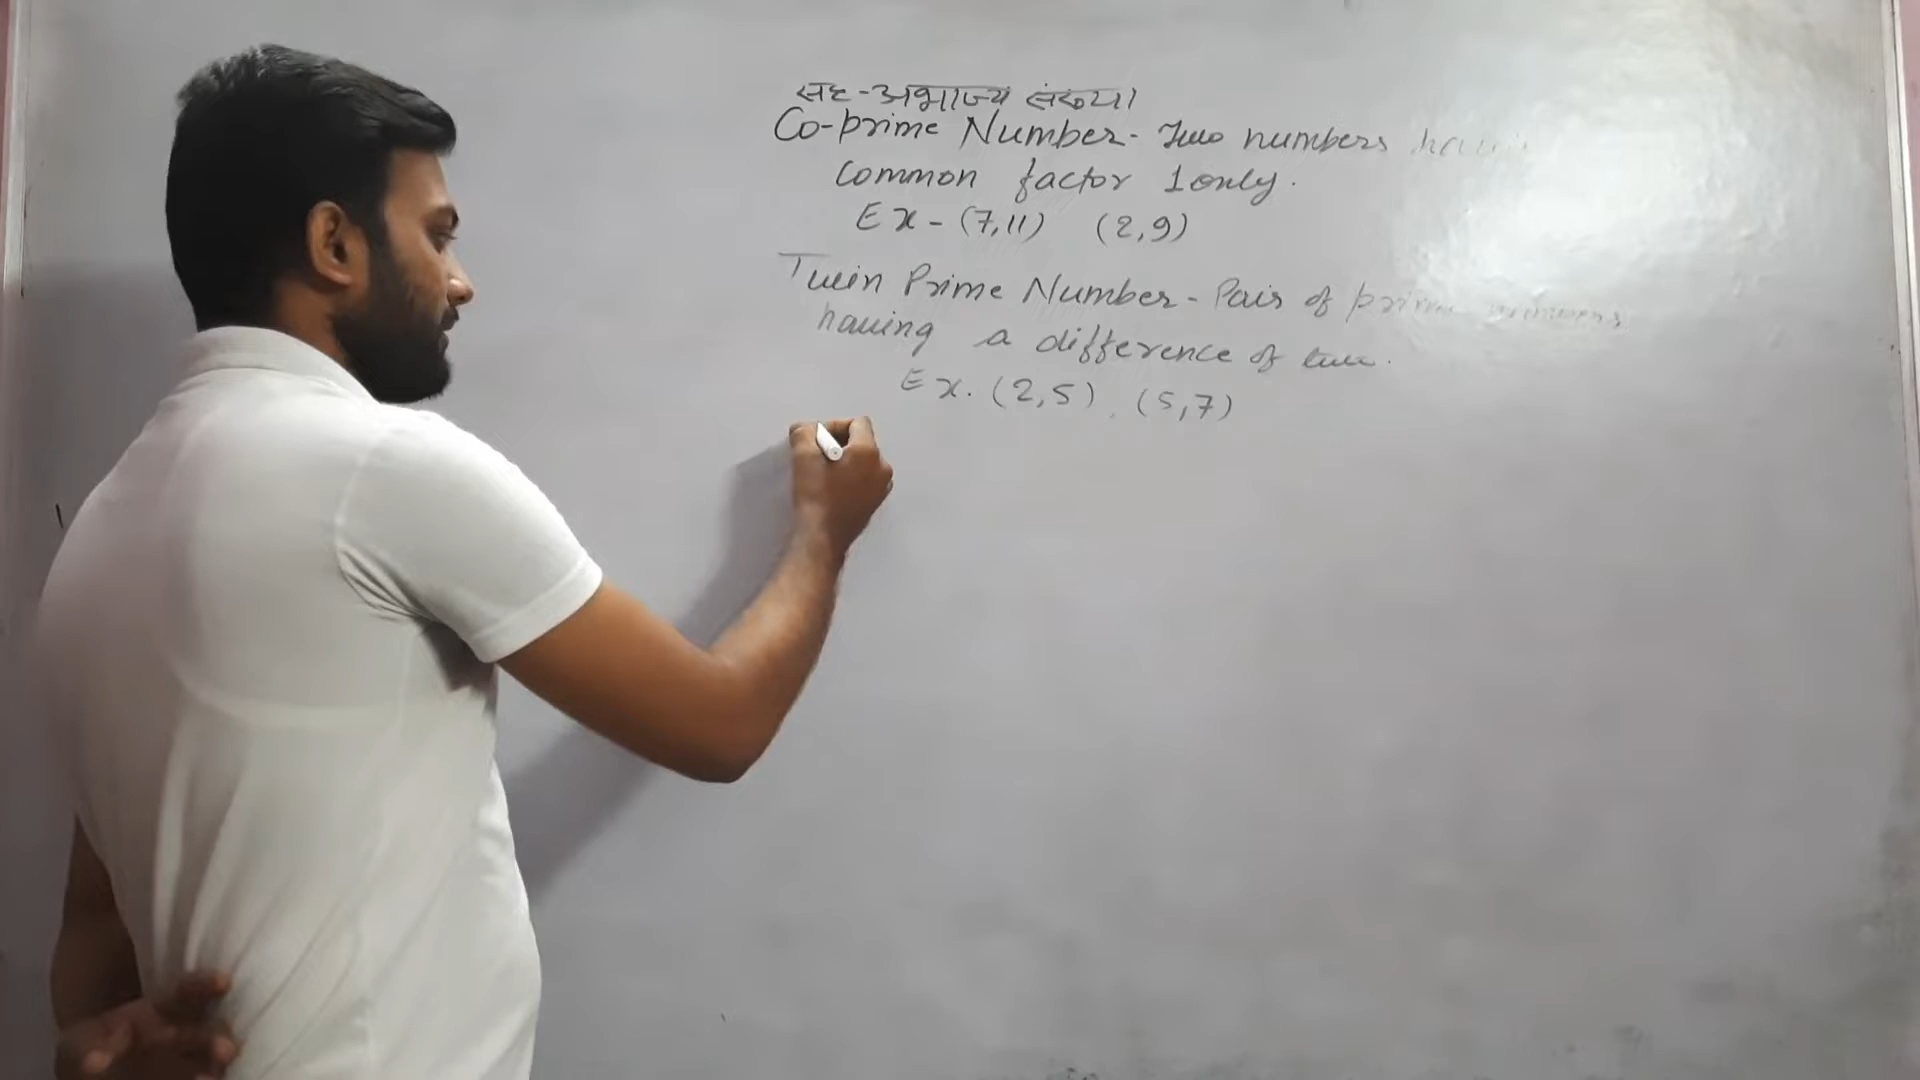 सह-अभाज्य संख्या
Co-prime Number- Two numbers
Common factor 1 only.
Ex - (7,11) (2,9)
Twin Prime Number - Pair of prime numbers
having a difference of two.
Ex. (2,5), (5,7)